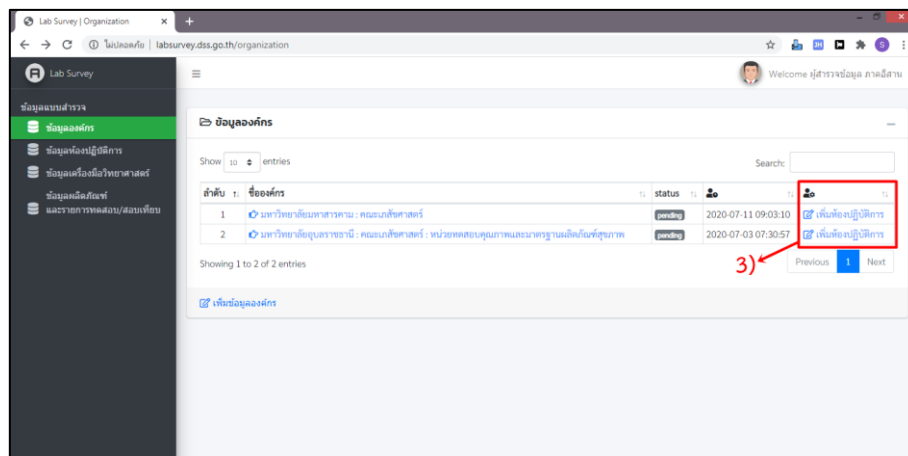 Lab Survey | Organization
ไม่ปลอดภัย | labsurvey.dss.go.th/organization
JH
S
Lab Survey
Welcome ผู้สำรวจข้อมูล ภาคอีสาน
ข้อมูลแบบสำรวจ
ข้อมูลองค์กร
ข้อมูลห้องปฏิบัติการ
ข้อมูลเครื่องมือวิทยาศาสตร์
ข้อมูลผลิตภัณฑ์
และรายการทดสอบ/สอบเทียบ
ข้อมูลองค์กร
Show 10 entries
Search:
ลำดับ ชื่อองค์กร status
1 มหาวิทยาลัยมหาสารคาม : คณะเภสัชศาสตร์ pending 2020-07-11 09:03:10 เพิ่มห้องปฏิบัติการ
2 มหาวิทยาลัยอุบลราชธานี : คณะเภสัชศาสตร์ : หน่วยทดสอบคุณภาพและมาตรฐานผลิตภัณฑ์สุขภาพ pending 2020-07-03 07:30:57 เพิ่มห้องปฏิบัติการ
Showing 1 to 2 of 2 entries
3)
Previous 1 Next
เพิ่มข้อมูลองค์กร